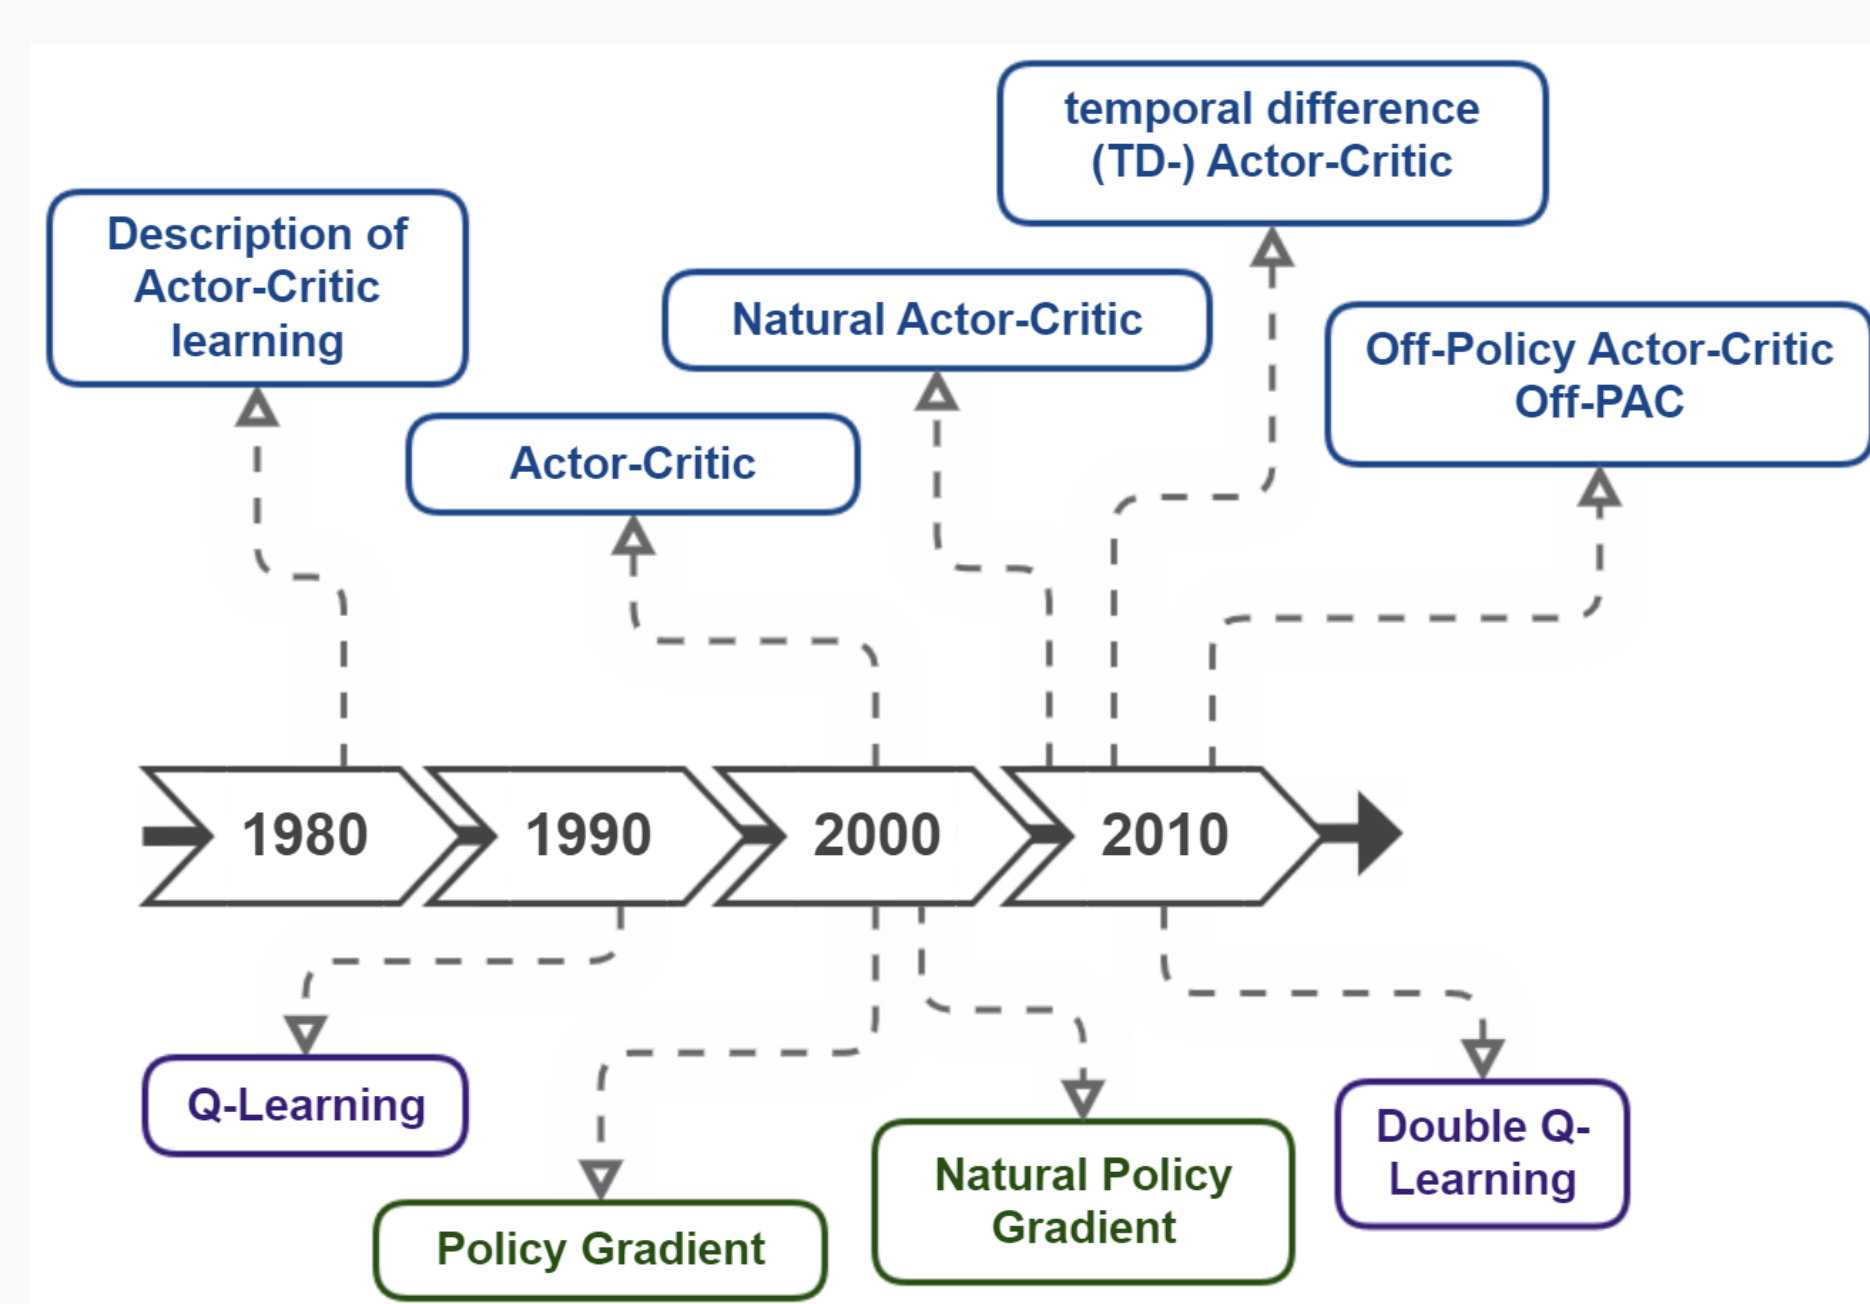 temporal difference
(TD-) Actor-Critic
Description of
Actor-Critic
learning
Natural Actor-Critic
Off-Policy Actor-Critic
Off-PAC
Actor-Critic
1980
1990
2000
2010
Q-Learning
Policy Gradient
Natural Policy
Gradient
Double Q-
Learning